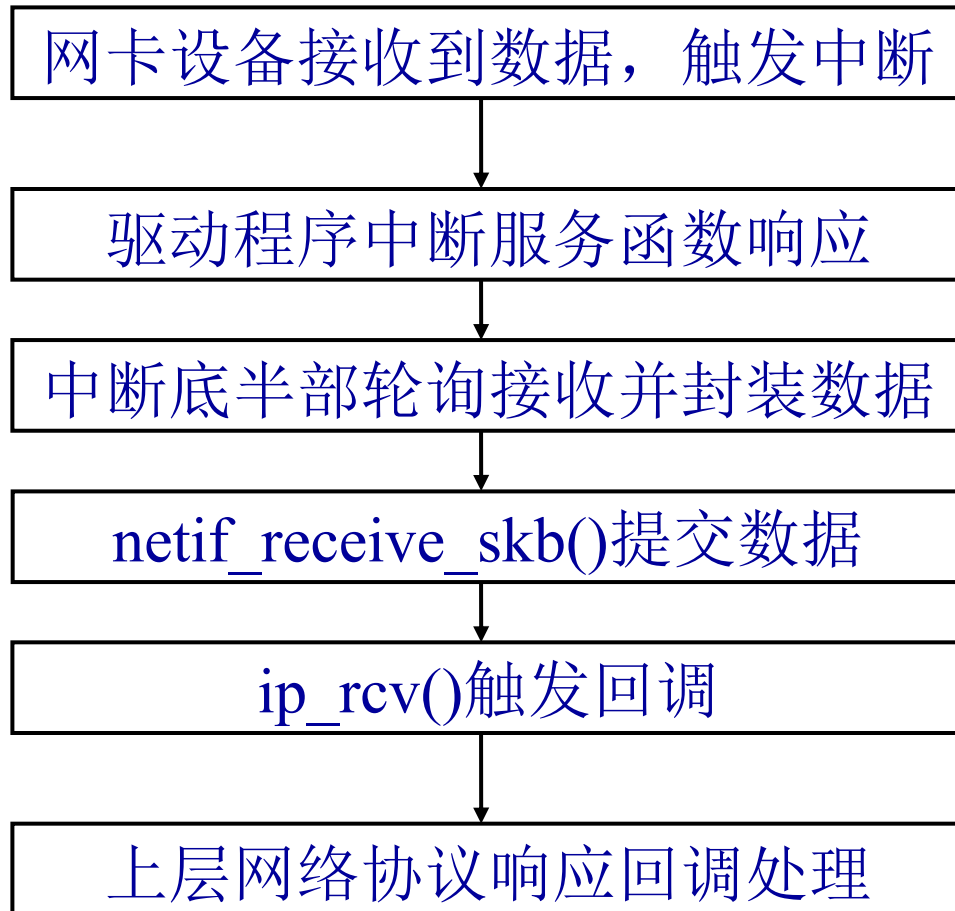 网卡设备接收到数据，触发中断
驱动程序中断服务函数响应
中断底半部轮询接收并封装数据
netif_receive_skb()提交数据
ip_rcv()触发回调
上层网络协议响应回调处理